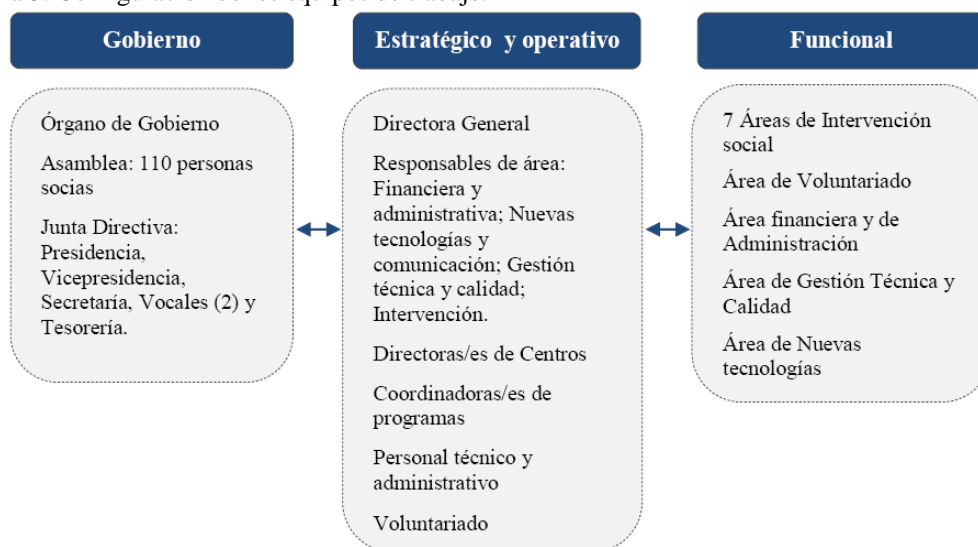 Gobierno
Órgano de Gobierno
Asamblea: 110 personas
socias
Junta Directiva:
Presidencia,
Vicepresidencia,
Secretaría, Vocales (2) y
Tesorería.
Estratégico y operativo
Directora General
Responsables de área:
Financiera y
administrativa; Nuevas
tecnologías y
comunicación; Gestión
técnica y calidad;
Intervención.
Directoras/es de Centros
Coordinadoras/es de
programas
Personal técnico y
administrativo
Voluntariado
Funcional
7 Áreas de Intervención
social
Área de Voluntariado
Área financiera y de
Administración
Área de Gestión Técnica y
Calidad
Área de Nuevas
tecnologías